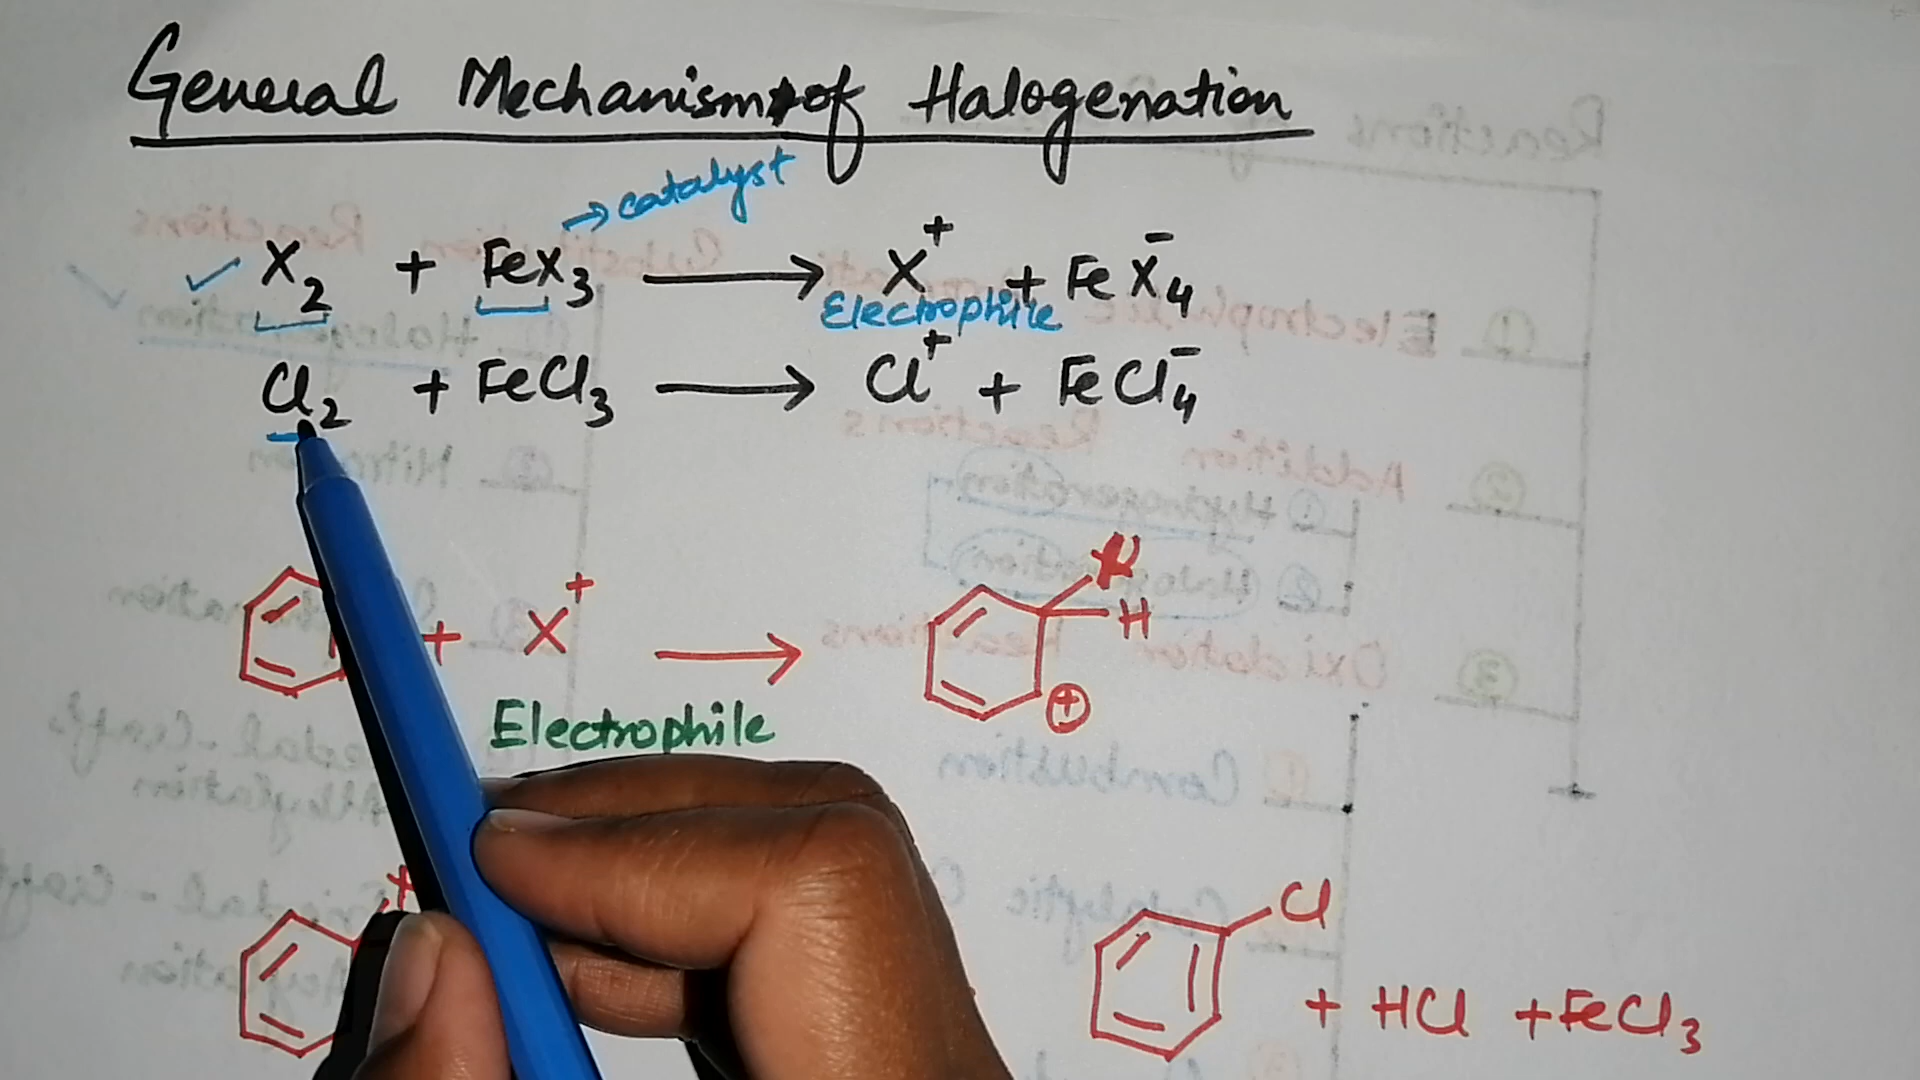 General Mechanism of Halogenation
→ catalyst
✓ X₂ + FeX₃ → X⁺ + FeX₄⁻
Electrophile
Cl₂ + FeCl₃ → Cl⁺ + FeCl₄⁻
+ X⁺ → H
+
Electrophile
Cl
+ HCl + FeCl₃